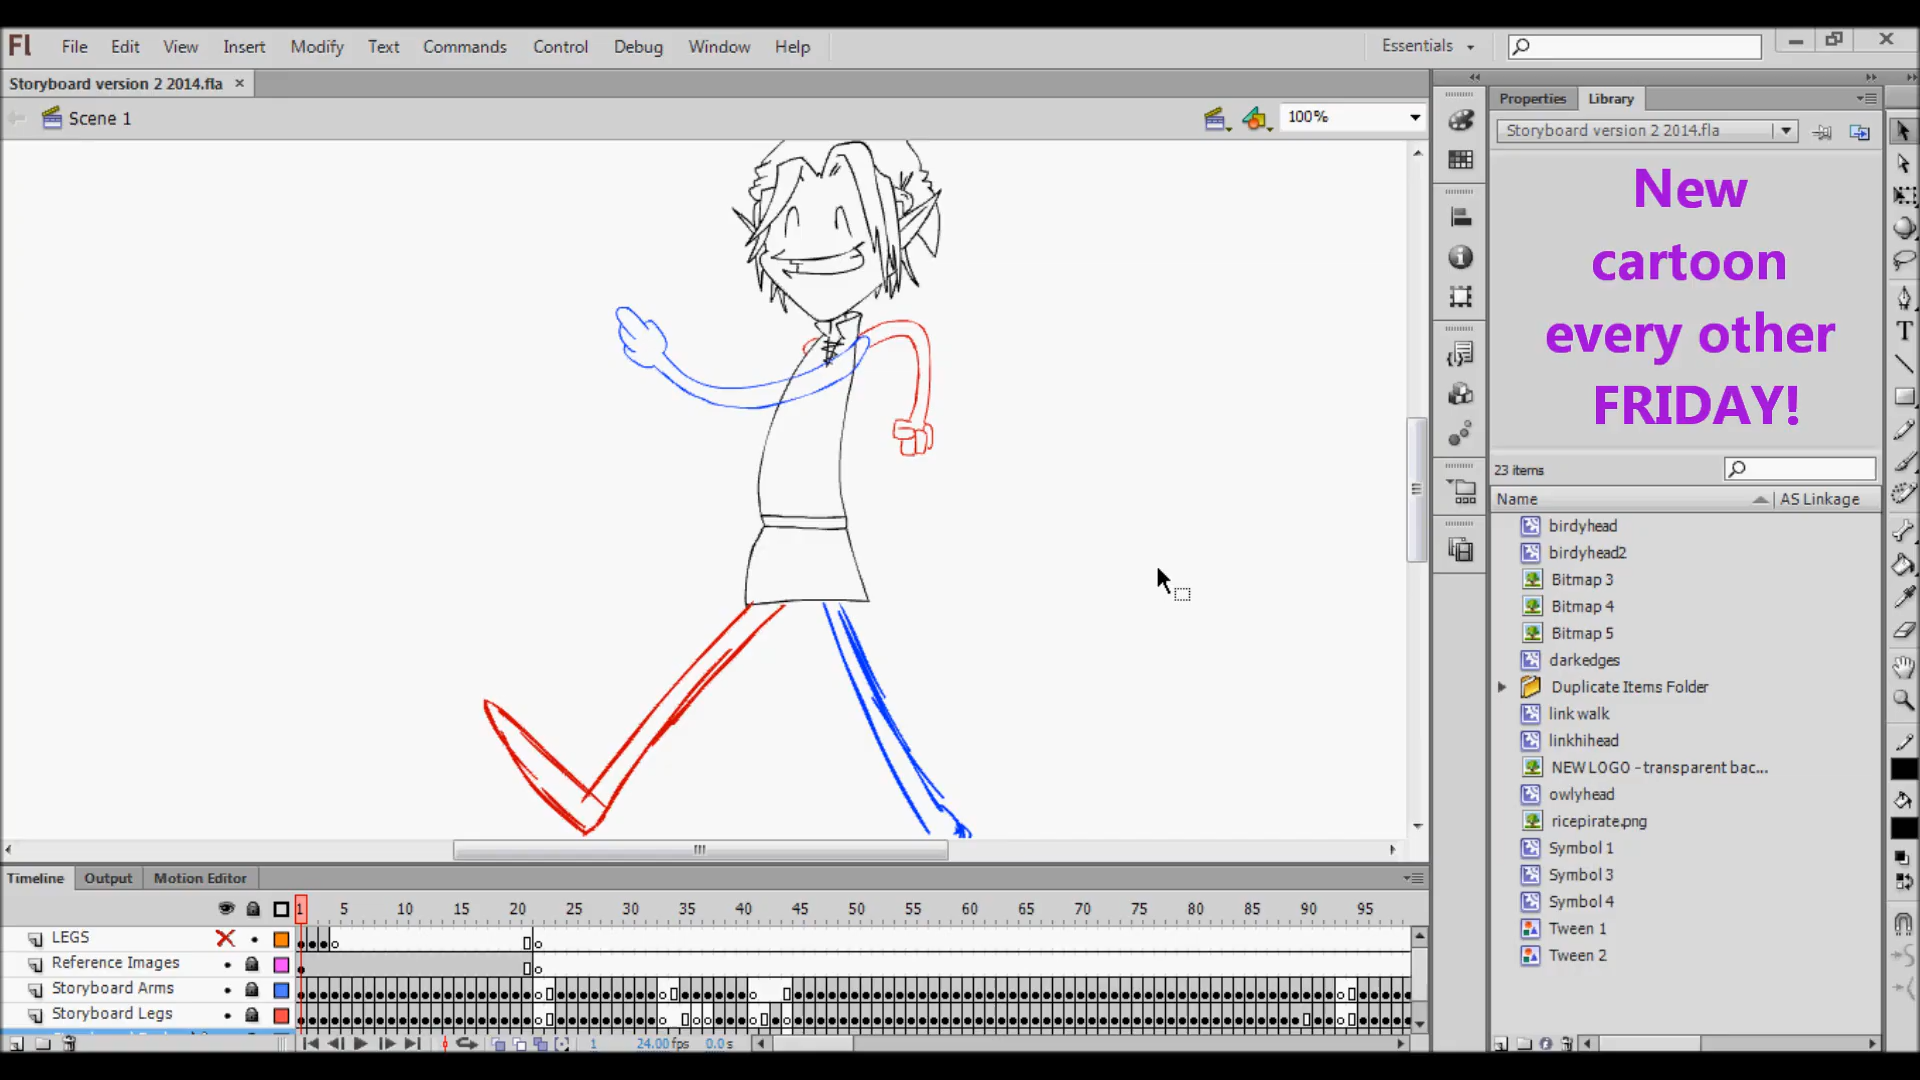 Fl File Edit View Insert Modify Text Commands Control Debug Window Help Essentials
Storyboard version 2 2014.fla
Scene 1
100%
Properties Library
Storyboard version 2 2014.fla
New
cartoon
every other
FRIDAY!
23 items
Name AS Linkage
birdyhead
birdyhead2
Bitmap 3
Bitmap 4
Bitmap 5
darkedges
Duplicate Items Folder
link walk
linkhihead
NEW LOGO - transparent bac...
owlyhead
ricepirate.png
Symbol 1
Symbol 3
Symbol 4
Tween 1
Tween 2
Timeline Output Motion Editor
1 5 10 15 20 25 30 35 40 45 50 55 60 65 70 75 80 85 90 95
LEGS
Reference Images
Storyboard Arms
Storyboard Legs
1 24.00 fps 0.0 s